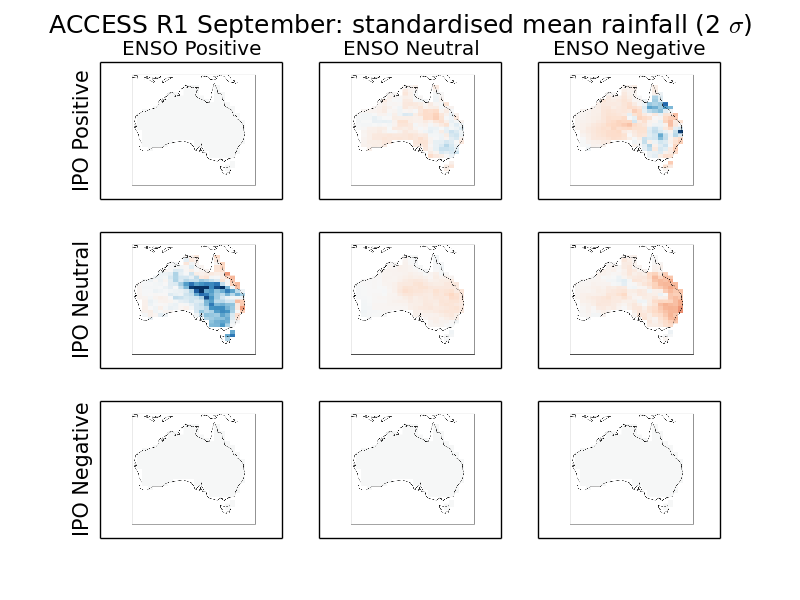 ACCESS R1 September: standardised mean rainfall (2 σ)
ENSO Positive ENSO Neutral ENSO Negative
IPO Positive
IPO Neutral
IPO Negative